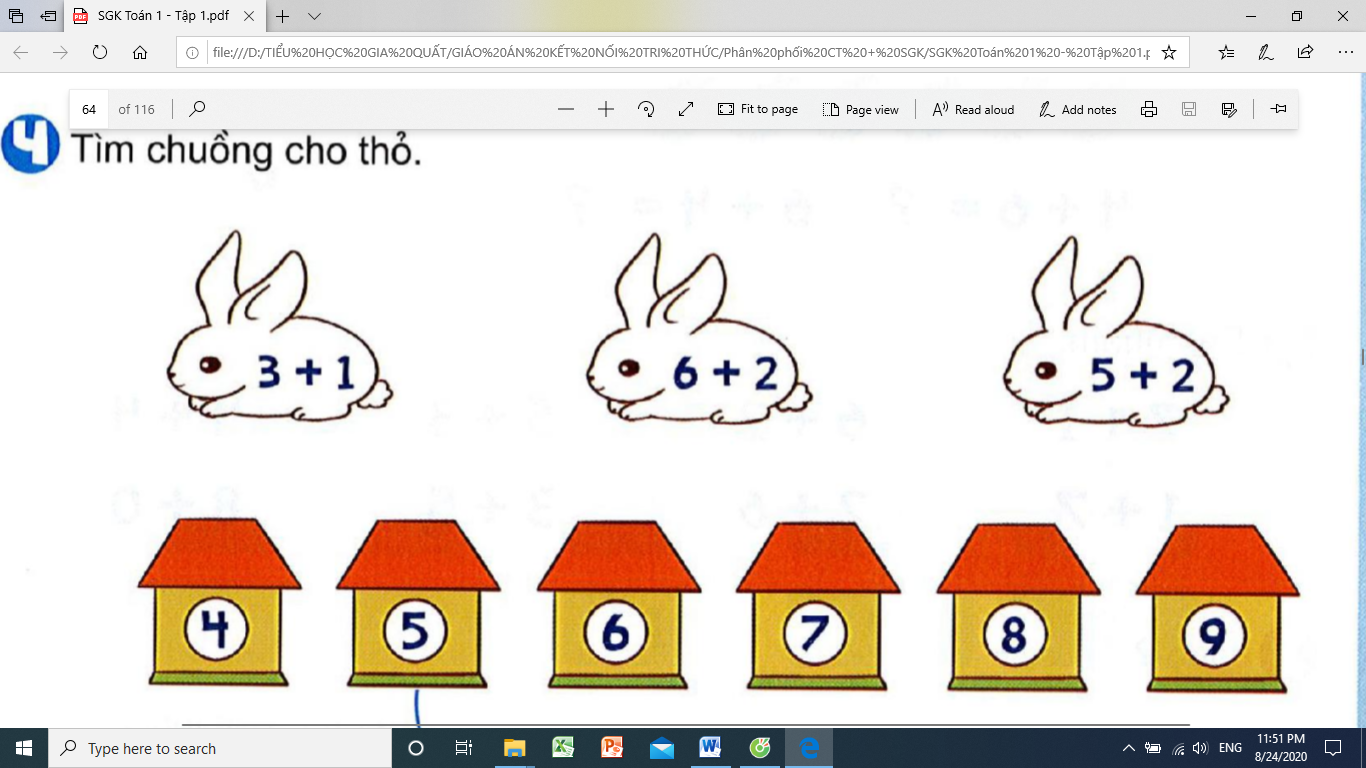 SGK Toán 1 - Tập 1.pdf
file:///D:/TIỂU%20HỌC%20GIA%20QUẤT/GIÁO%20ÁN%20KẾT%20NỐI%20TRI%20THỨC/Phân%20phối%20CT%20+%20SGK/SGK%20Toán%201%20-%20Tập%201.p
64 of 116 Fit to page Page view Read aloud Add notes
4 Tìm chuồng cho thỏ.
3 + 1 6 + 2 5 + 2
4 5 6 7 8 9
Type here to search ENG 11:51 PM
8/24/2020